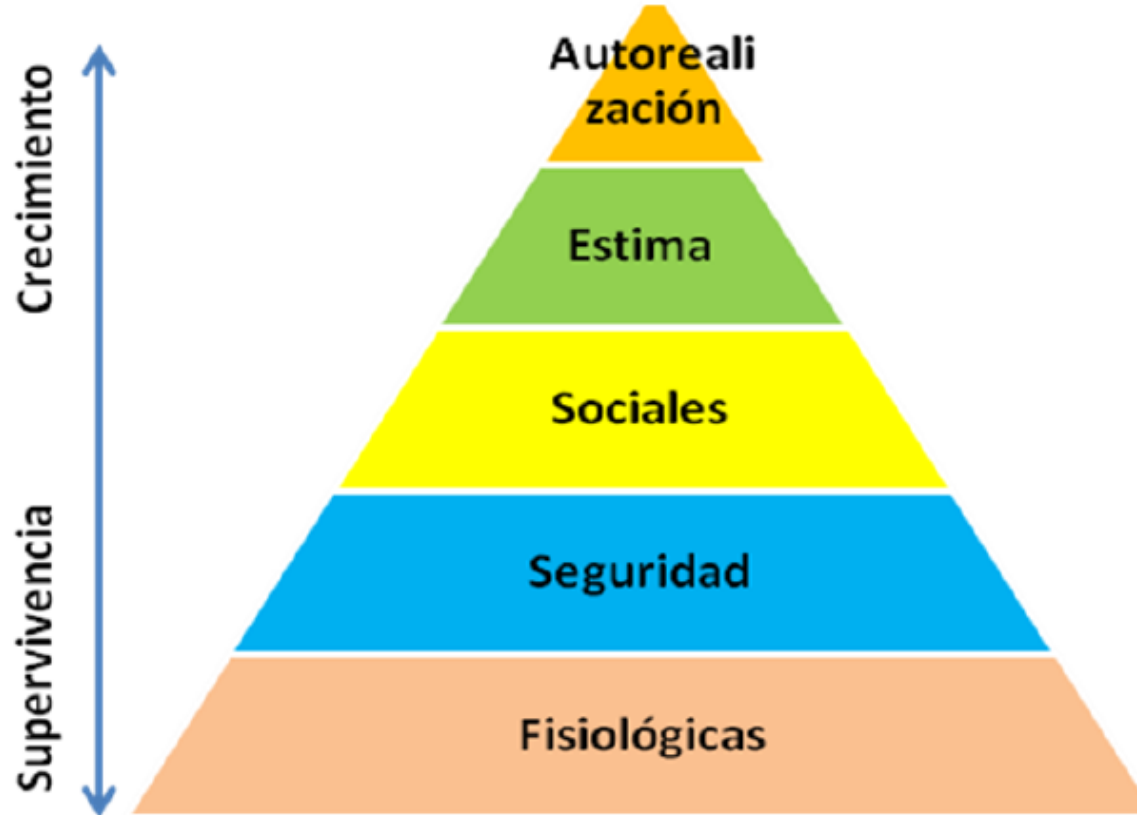 Crecimiento
Supervivencia
Autoreali
zación
Estima
Sociales
Seguridad
Fisiológicas